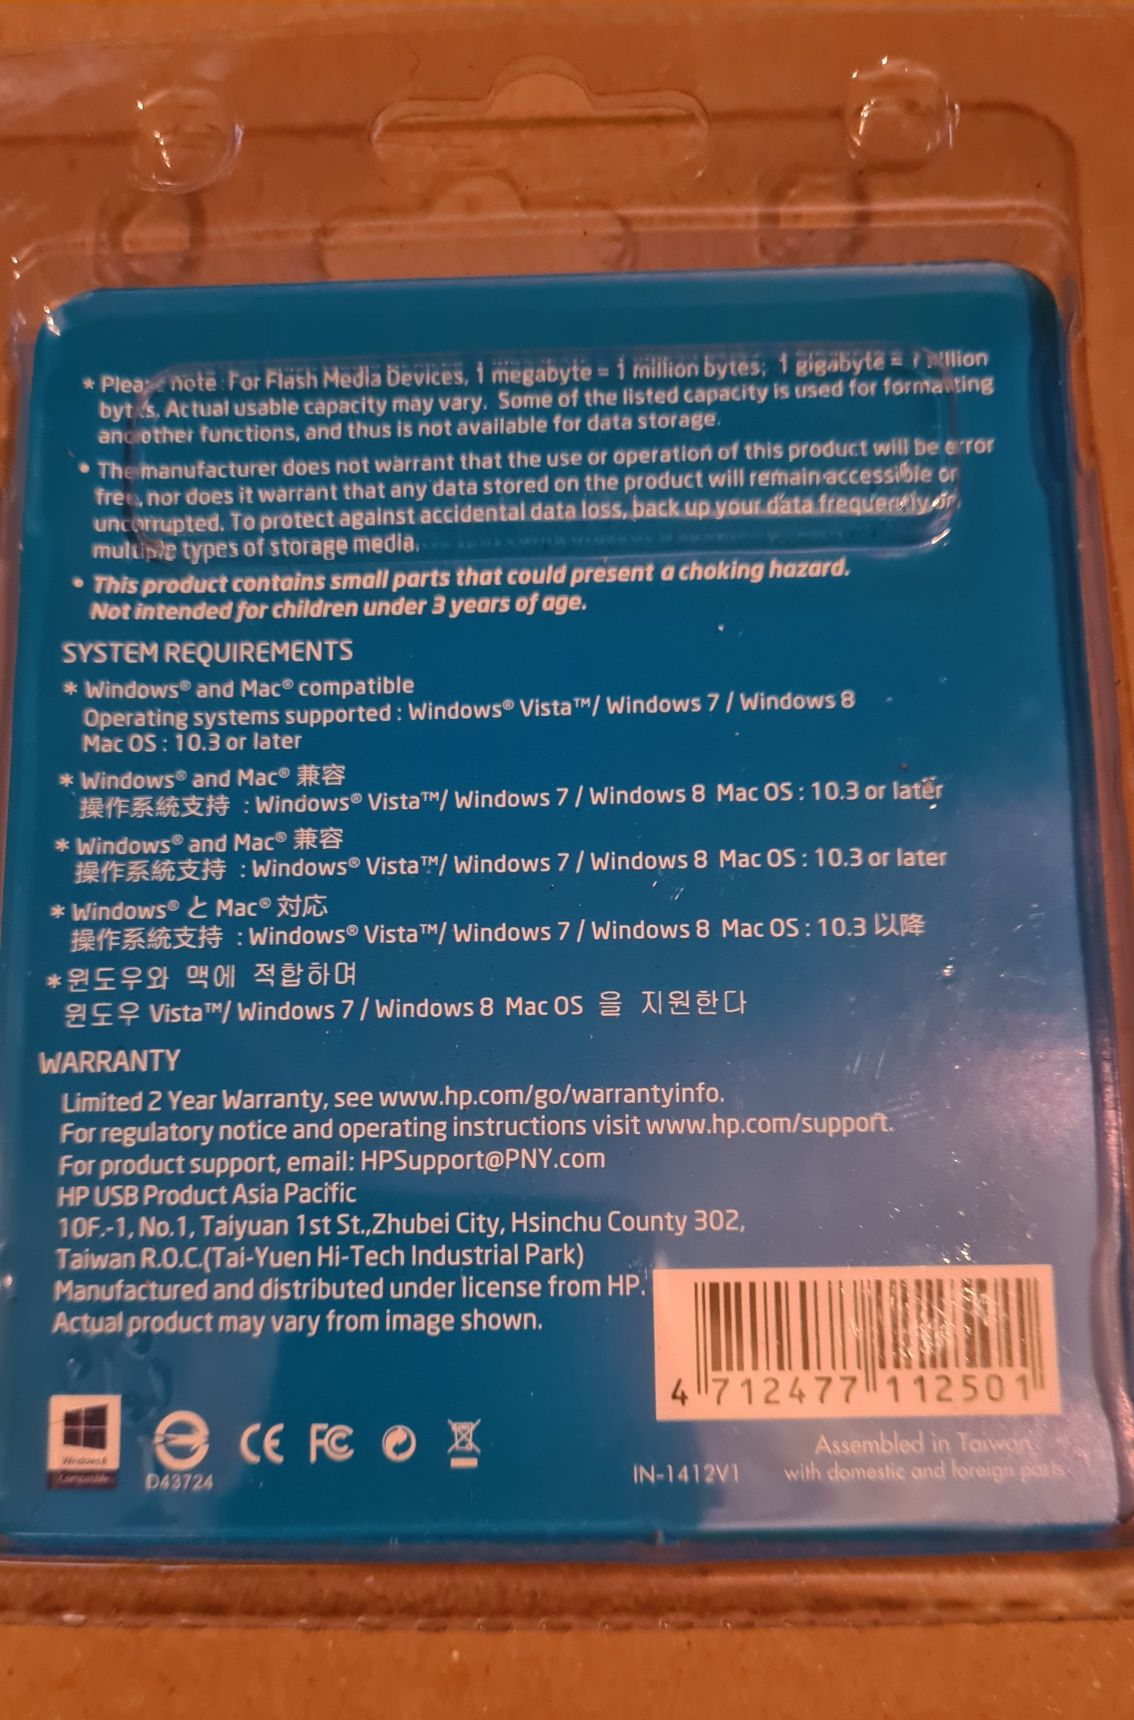 * Please note : For Flash Media Devices, 1 megabyte = 1 million bytes; 1 gigabyte = 1 billion
bytes. Actual usable capacity may vary. Some of the listed capacity is used for formatting
and other functions, and thus is not available for data storage.
• The manufacturer does not warrant that the use or operation of this product will be error
free, nor does it warrant that any data stored on the product will remain accessible or
uncorrupted. To protect against accidental data loss, back up your data frequently or
multiple types of storage media.
• This product contains small parts that could present a choking hazard.
Not intended for children under 3 years of age.
SYSTEM REQUIREMENTS
* Windows® and Mac® compatible
Operating systems supported : Windows® Vista™/ Windows 7 / Windows 8
Mac OS : 10.3 or later
* Windows® and Mac® 兼容
操作系統支持 : Windows® Vista™/ Windows 7 / Windows 8 Mac OS : 10.3 or later
* Windows® and Mac® 兼容
操作系統支持 : Windows® Vista™/ Windows 7 / Windows 8 Mac OS : 10.3 or later
* Windows® と Mac® 対応
操作系統支持 : Windows® Vista™/ Windows 7 / Windows 8 Mac OS : 10.3 以降
* 윈도우와 맥에 적합하며
윈도우 Vista™/ Windows 7 / Windows 8 Mac OS 을 지원한다
WARRANTY
Limited 2 Year Warranty, see www.hp.com/go/warrantyinfo.
For regulatory notice and operating instructions visit www.hp.com/support.
For product support, email: HPSupport@PNY.com
HP USB Product Asia Pacific
10F.-1, No.1, Taiyuan 1st St.,Zhubei City, Hsinchu County 302,
Taiwan R.O.C.(Tai-Yuen Hi-Tech Industrial Park)
Manufactured and distributed under license from HP.
Actual product may vary from image shown.
4 712477 112501
Windows 8
Compatible
D43724
CE FC
IN-1412V1
Assembled in Taiwan
with domestic and foreign parts